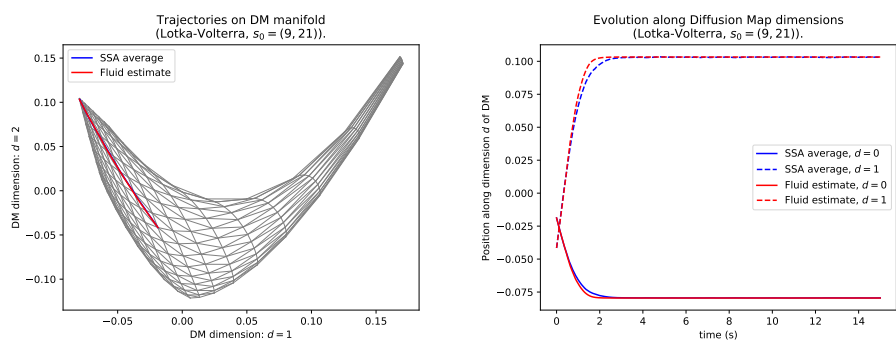 Trajectories on DM manifold
(Lotka-Volterra, s₀ = (9, 21)).
SSA average
Fluid estimate
0.15
0.10
0.05
0.00
−0.05
−0.10
DM dimension: d = 2
−0.05
0.00
0.05
0.10
0.15
DM dimension: d = 1
Evolution along Diffusion Map dimensions
(Lotka-Volterra, s₀ = (9, 21)).
0.100
0.075
0.050
0.025
0.000
−0.025
−0.050
−0.075
Position along dimension d of DM
SSA average, d = 0
SSA average, d = 1
Fluid estimate, d = 0
Fluid estimate, d = 1
0
2
4
6
8
10
12
14
time (s)